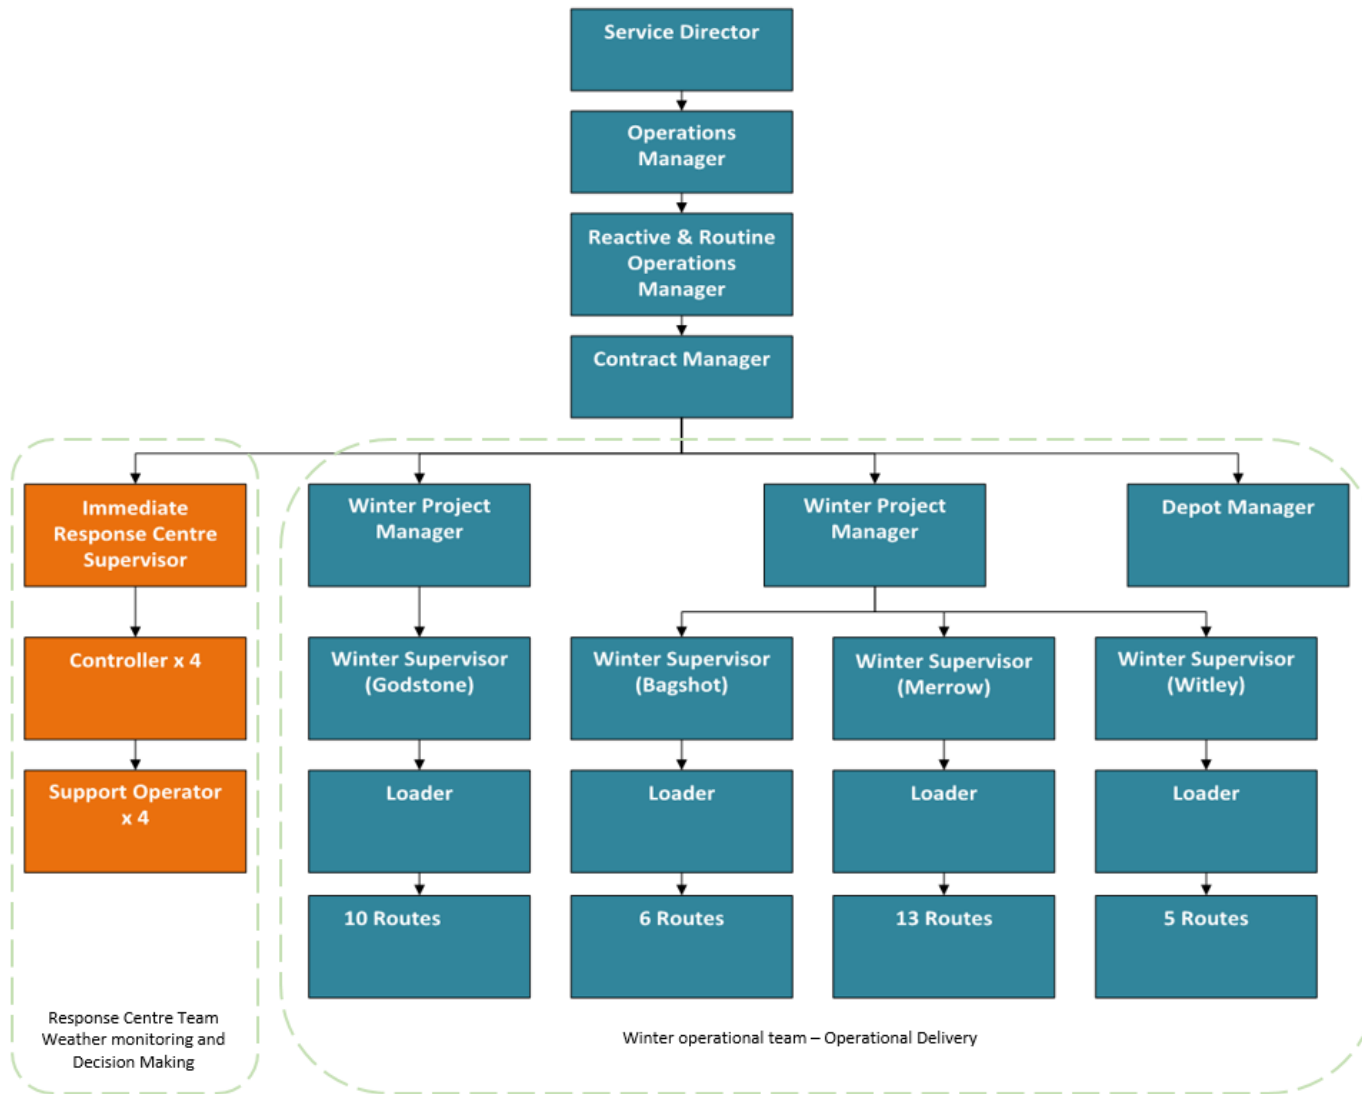 Service Director
Operations
Manager
Reactive & Routine
Operations
Manager
Contract Manager
Immediate
Response Centre
Supervisor
Winter Project
Manager
Winter Project
Manager
Depot Manager
Controller x 4
Winter Supervisor
(Godstone)
Winter Supervisor
(Bagshot)
Winter Supervisor
(Merrow)
Winter Supervisor
(Witley)
Support Operator
x 4
Loader
Loader
Loader
Loader
10 Routes
6 Routes
13 Routes
5 Routes
Response Centre Team
Weather monitoring and
Decision Making
Winter operational team – Operational Delivery